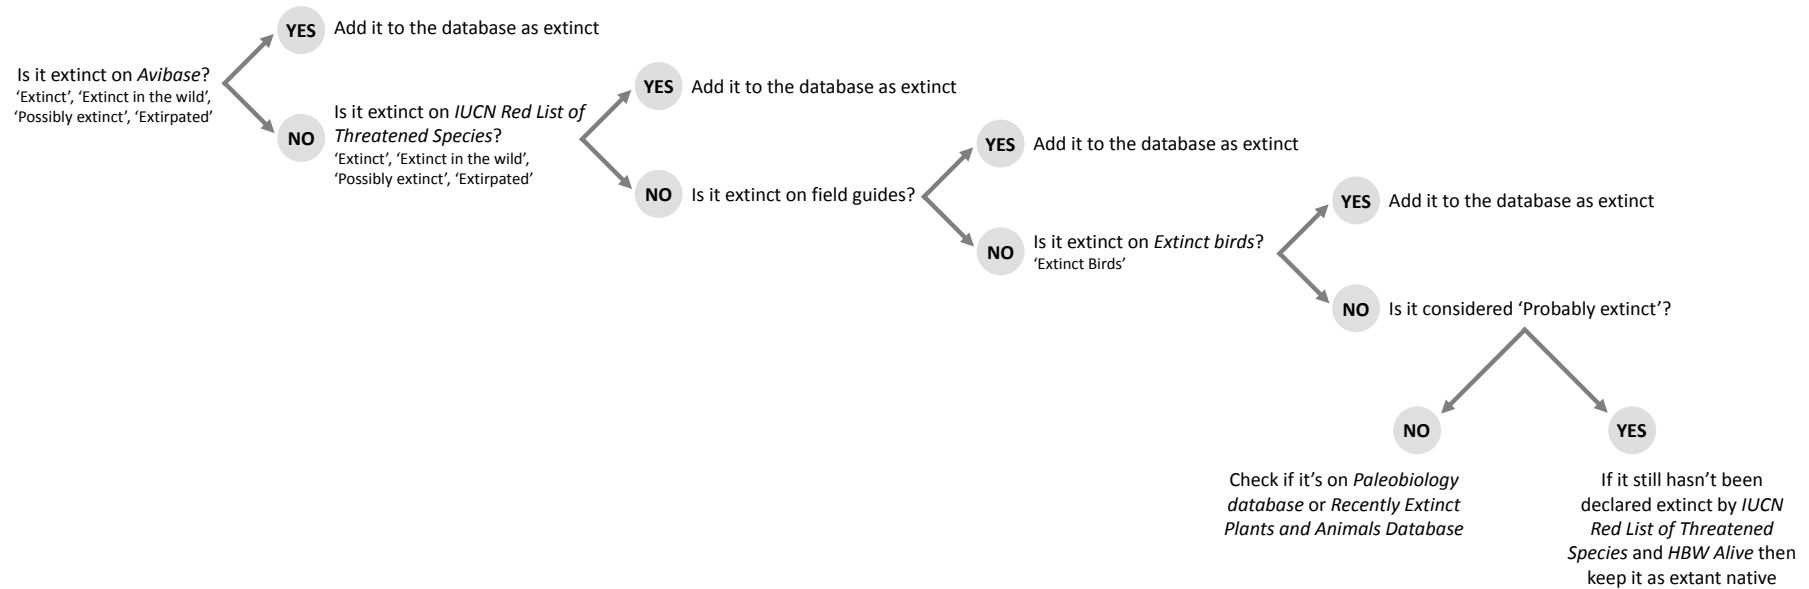 YES
Add it to the database as extinct
Is it extinct on Avibase?
‘Extinct’, ‘Extinct in the wild’,
‘Possibly extinct’, ‘Extirpated’
NO
Is it extinct on IUCN Red List of
Threatened Species?
‘Extinct’, ‘Extinct in the wild’,
‘Possibly extinct’, ‘Extirpated’
YES
Add it to the database as extinct
NO
Is it extinct on field guides?
YES
Add it to the database as extinct
NO
Is it extinct on Extinct birds?
‘Extinct Birds’
YES
Add it to the database as extinct
NO
Is it considered ‘Probably extinct’?
NO
Check if it’s on Paleobiology
database or Recently Extinct
Plants and Animals Database
YES
If it still hasn’t been
declared extinct by IUCN
Red List of Threatened
Species and HBW Alive then
keep it as extant native